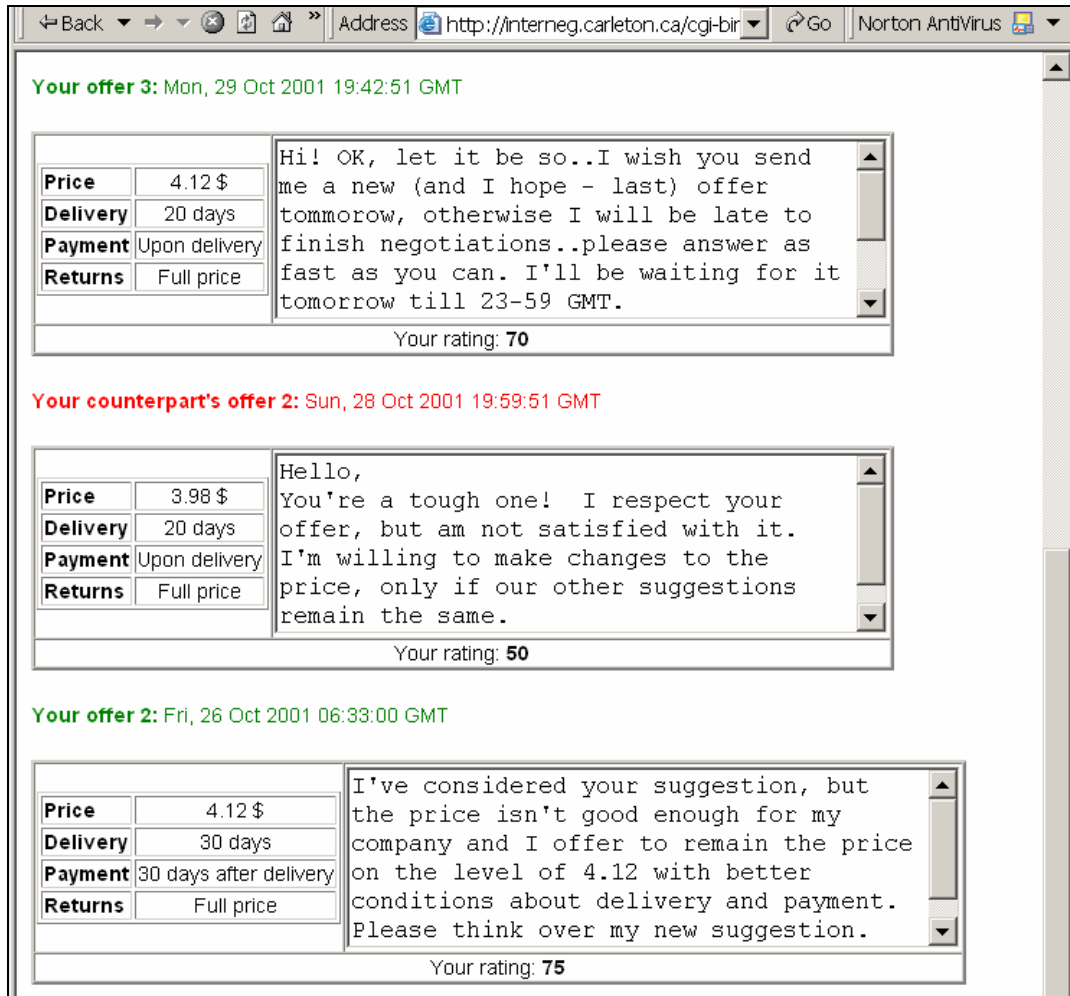 Back » Address http://interneg.carleton.ca/cgi-bir Go Norton AntiVirus
Your offer 3: Mon, 29 Oct 2001 19:42:51 GMT
Price 4.12 $
Delivery 20 days
Payment Upon delivery
Returns Full price
Hi! OK, let it be so..I wish you send
me a new (and I hope - last) offer
tommorow, otherwise I will be late to
finish negotiations..please answer as
fast as you can. I'll be waiting for it
tomorrow till 23-59 GMT.
Your rating: 70
Your counterpart's offer 2: Sun, 28 Oct 2001 19:59:51 GMT
Price 3.98 $
Delivery 20 days
Payment Upon delivery
Returns Full price
Hello,
You're a tough one!  I respect your
offer, but am not satisfied with it.
I'm willing to make changes to the
price, only if our other suggestions
remain the same.
Your rating: 50
Your offer 2: Fri, 26 Oct 2001 06:33:00 GMT
Price 4.12 $
Delivery 30 days
Payment 30 days after delivery
Returns Full price
I've considered your suggestion, but
the price isn't good enough for my
company and I offer to remain the price
on the level of 4.12 with better
conditions about delivery and payment.
Please think over my new suggestion.
Your rating: 75